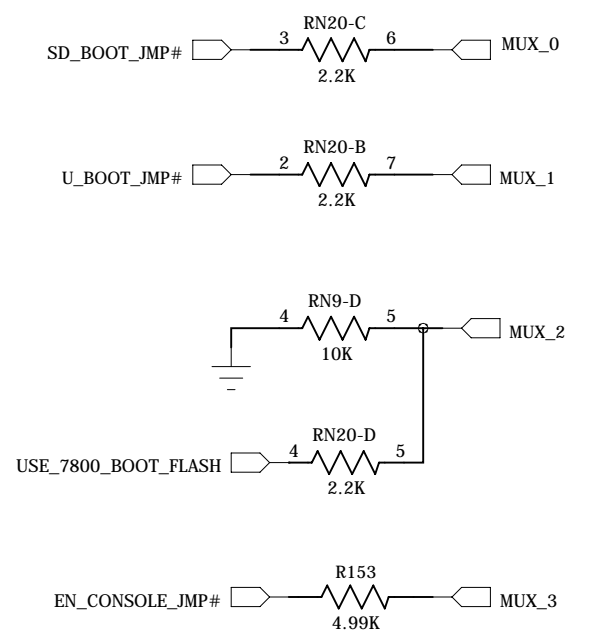 RN20-C
SD_BOOT_JMP# 3 6 MUX_0
2.2K
RN20-B
U_BOOT_JMP# 2 7 MUX_1
2.2K
RN9-D
4 5 MUX_2
10K
RN20-D
USE_7800_BOOT_FLASH 4 5
2.2K
R153
EN_CONSOLE_JMP# MUX_3
4.99K